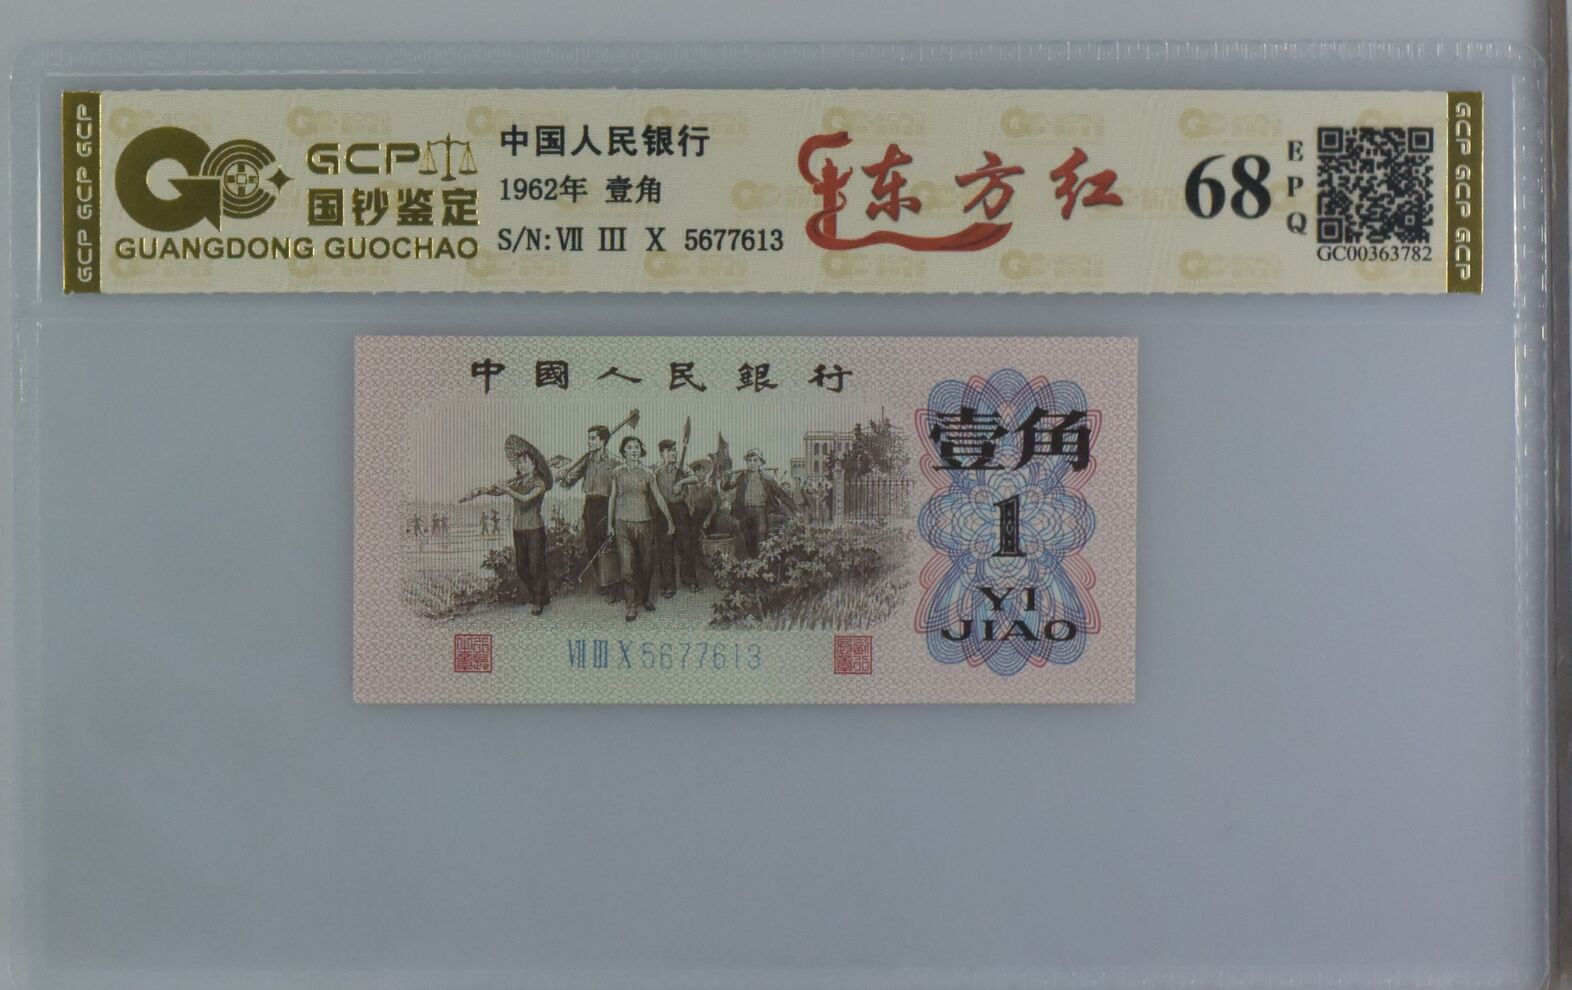 GCP GCP GCP
GCP
国钞鉴定
GUANGDONG GUOCHAO
中国人民银行
1962年 壹角
S/N: Ⅶ Ⅲ Ⅹ 5677613
东方红
68
EPQ
GC00363782
GCP GCP GCP
中國人民銀行
壹角
1
YI
JIAO
Ⅶ Ⅲ Ⅹ 5677613